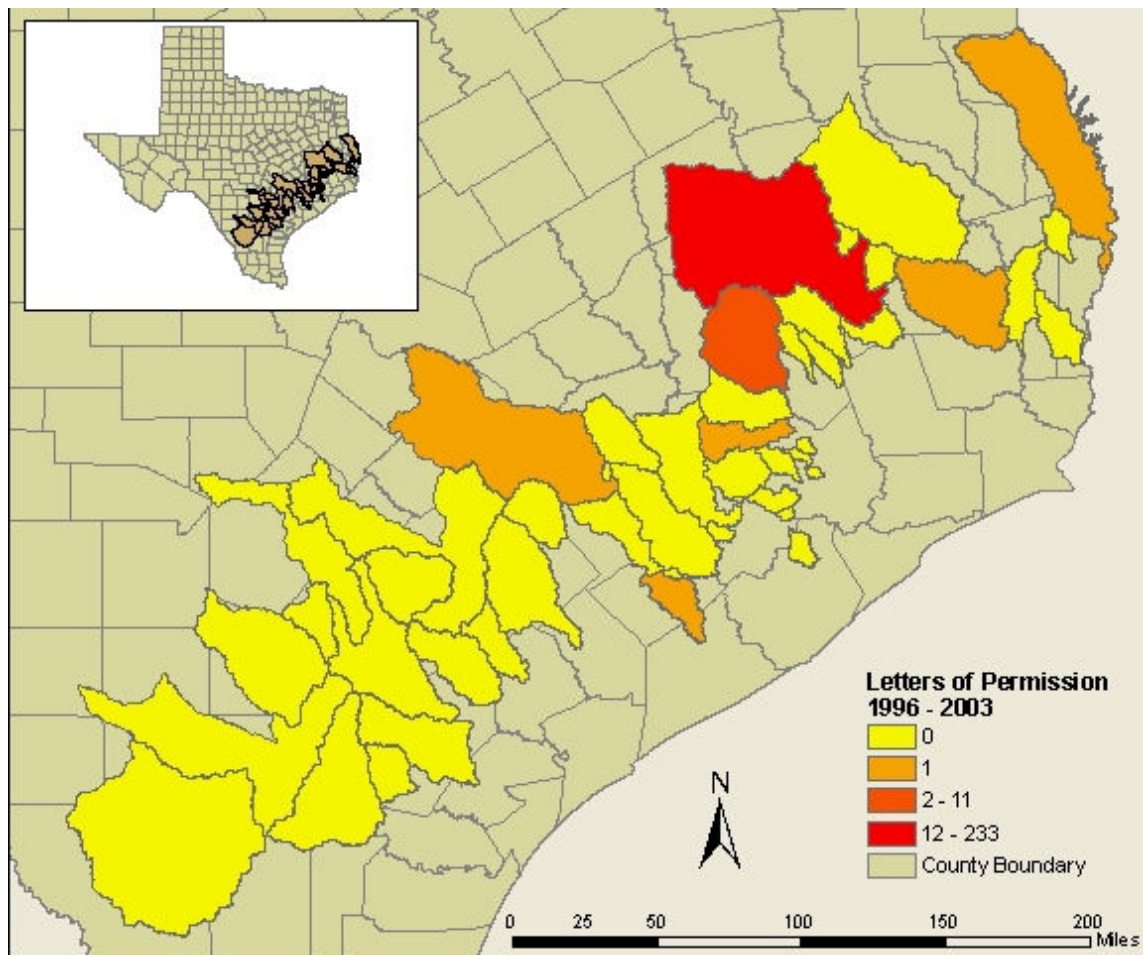 Letters of Permission
1996 - 2003
0
1
2 - 11
12 - 233
County Boundary
N
0 25 50 100 150 200
Miles